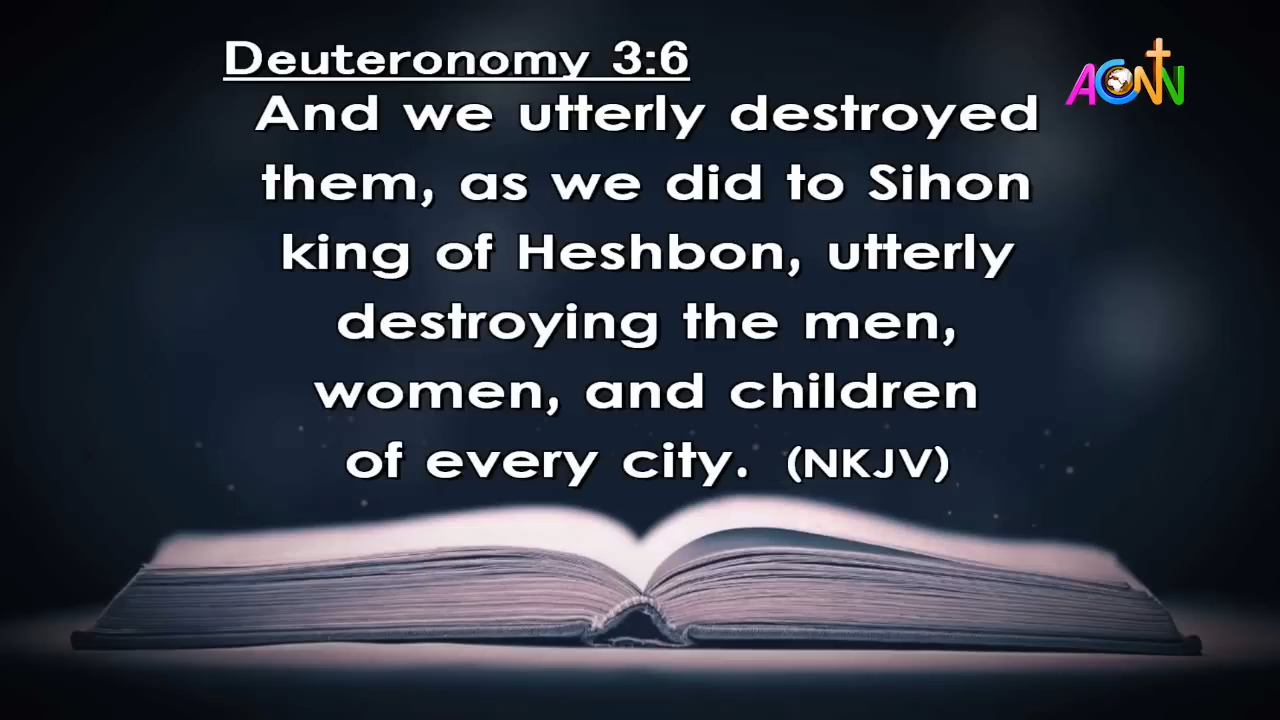 Deuteronomy 3:6
ACNN
And we utterly destroyed
them, as we did to Sihon
king of Heshbon, utterly
destroying the men,
women, and children
of every city. (NKJV)